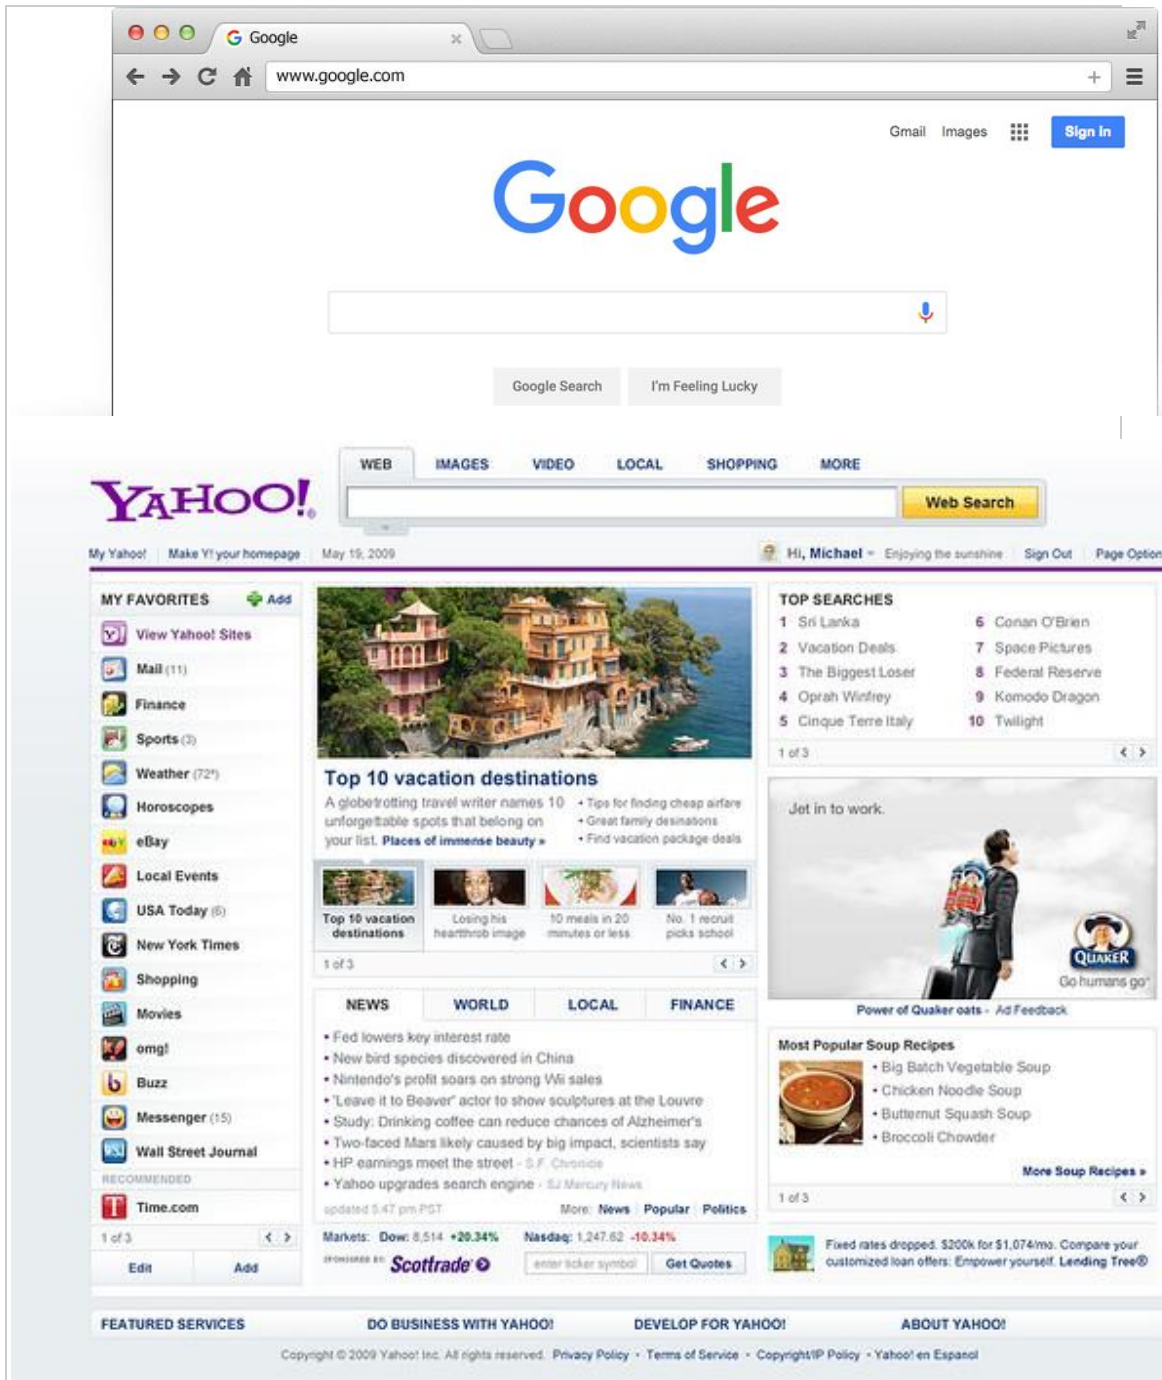 Google
www.google.com
Gmail Images Sign in
Google
Google Search I'm Feeling Lucky
WEB IMAGES VIDEO LOCAL SHOPPING MORE
YAHOO!
Web Search
My Yahoo! Make Y! your homepage May 19, 2009
Hi, Michael Enjoying the sunshine Sign Out Page Option
MY FAVORITES Add
View Yahoo! Sites
Mail (11)
Finance
Sports (3)
Weather (72°)
Horoscopes
eBay
Local Events
USA Today (6)
New York Times
Shopping
Movies
omg!
Buzz
Messenger (15)
Wall Street Journal
RECOMMENDED
Time.com
1 of 3
Edit Add
Top 10 vacation destinations
A globetrotting travel writer names 10
unforgettable spots that belong on
your list. Places of immense beauty »
• Tips for finding cheap airfare
• Great family desinations
• Find vacation package deals
Top 10 vacation
destinations
Losing his
heartthrob image
10 meals in 20
minutes or less
No. 1 recruit
picks school
1 of 3
NEWS WORLD LOCAL FINANCE
• Fed lowers key interest rate
• New bird species discovered in China
• Nintendo's profit soars on strong Wii sales
• 'Leave it to Beaver' actor to show sculptures at the Louvre
• Study: Drinking coffee can reduce chances of Alzheimer's
• Two-faced Mars likely caused by big impact, scientists say
• HP earnings meet the street - S.F. Chronicle
• Yahoo upgrades search engine - SJ Mercury News
updated 5:47 pm PST More: News Popular Politics
Markets: Dow: 8,514 +20.34% Nasdaq: 1,247.62 -10.34%
SPONSORED BY: Scottrade enter ticker symbol Get Quotes
TOP SEARCHES
1 Sri Lanka
2 Vacation Deals
3 The Biggest Loser
4 Oprah Winfrey
5 Cinque Terre Italy
6 Conan O'Brien
7 Space Pictures
8 Federal Reserve
9 Komodo Dragon
10 Twilight
1 of 3
Jet in to work.
QUAKER
Go humans go
Power of Quaker oats - Ad Feedback
Most Popular Soup Recipes
• Big Batch Vegetable Soup
• Chicken Noodle Soup
• Butternut Squash Soup
• Broccoli Chowder
More Soup Recipes »
1 of 3
Fixed rates dropped. $200k for $1,074/mo. Compare your
customized loan offers: Empower yourself. Lending Tree®
FEATURED SERVICES DO BUSINESS WITH YAHOO! DEVELOP FOR YAHOO! ABOUT YAHOO!
Copyright © 2009 Yahoo! Inc. All rights reserved. Privacy Policy • Terms of Service • Copyright/IP Policy • Yahoo! en Espanol